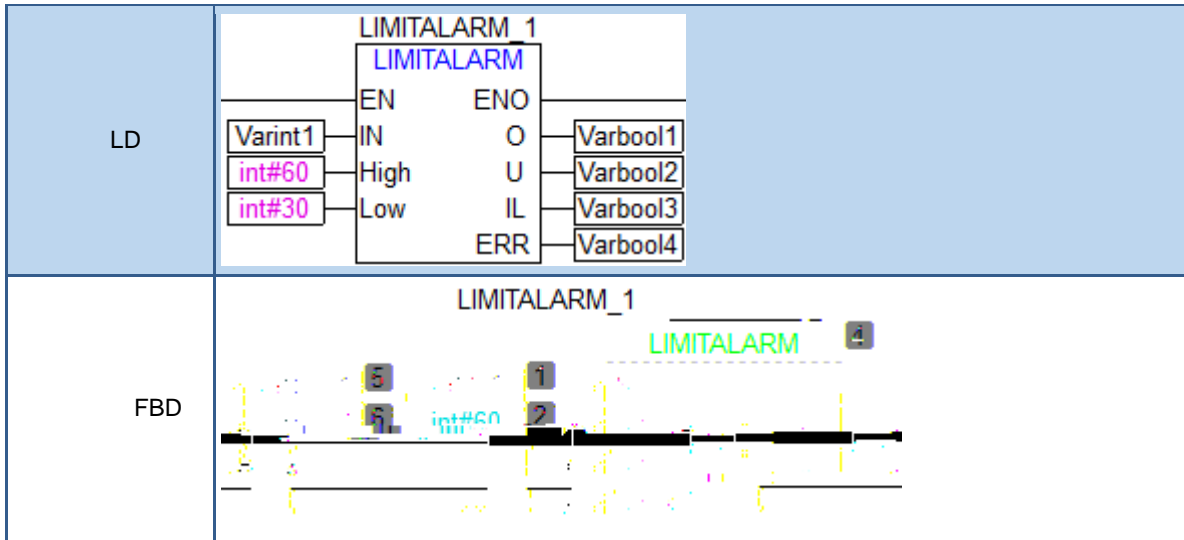 LIMITALARM_1
LIMITALARM
EN ENO
LD
Varint1 IN O Varbool1
int#60 High U Varbool2
int#30 Low IL Varbool3
ERR Varbool4
LIMITALARM_1
LIMITALARM 4
5 1
FBD
6 int#60 2